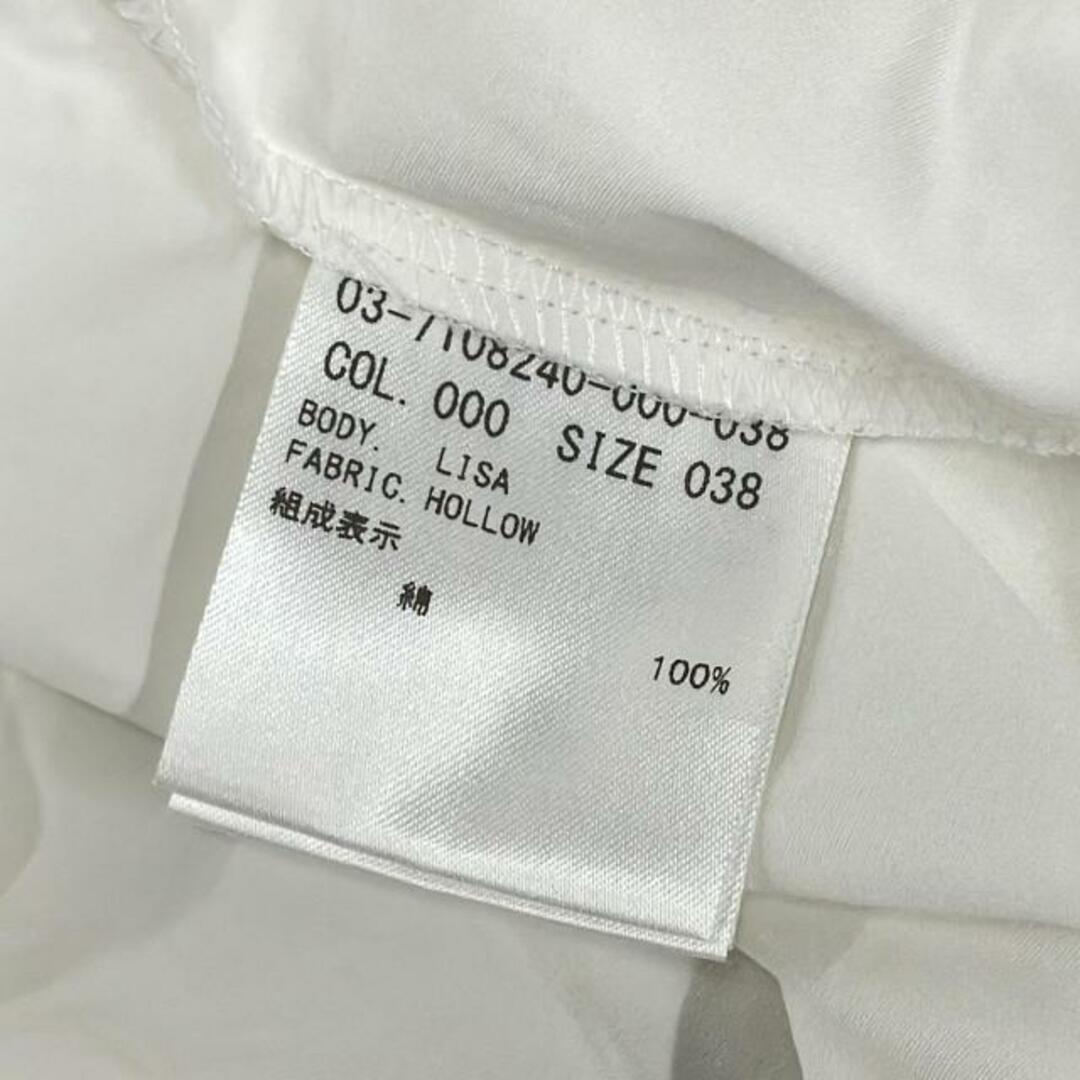 03-7108240-000-038
COL. 000 SIZE 038
BODY. LISA
FABRIC. HOLLOW
組成表示
綿
100%